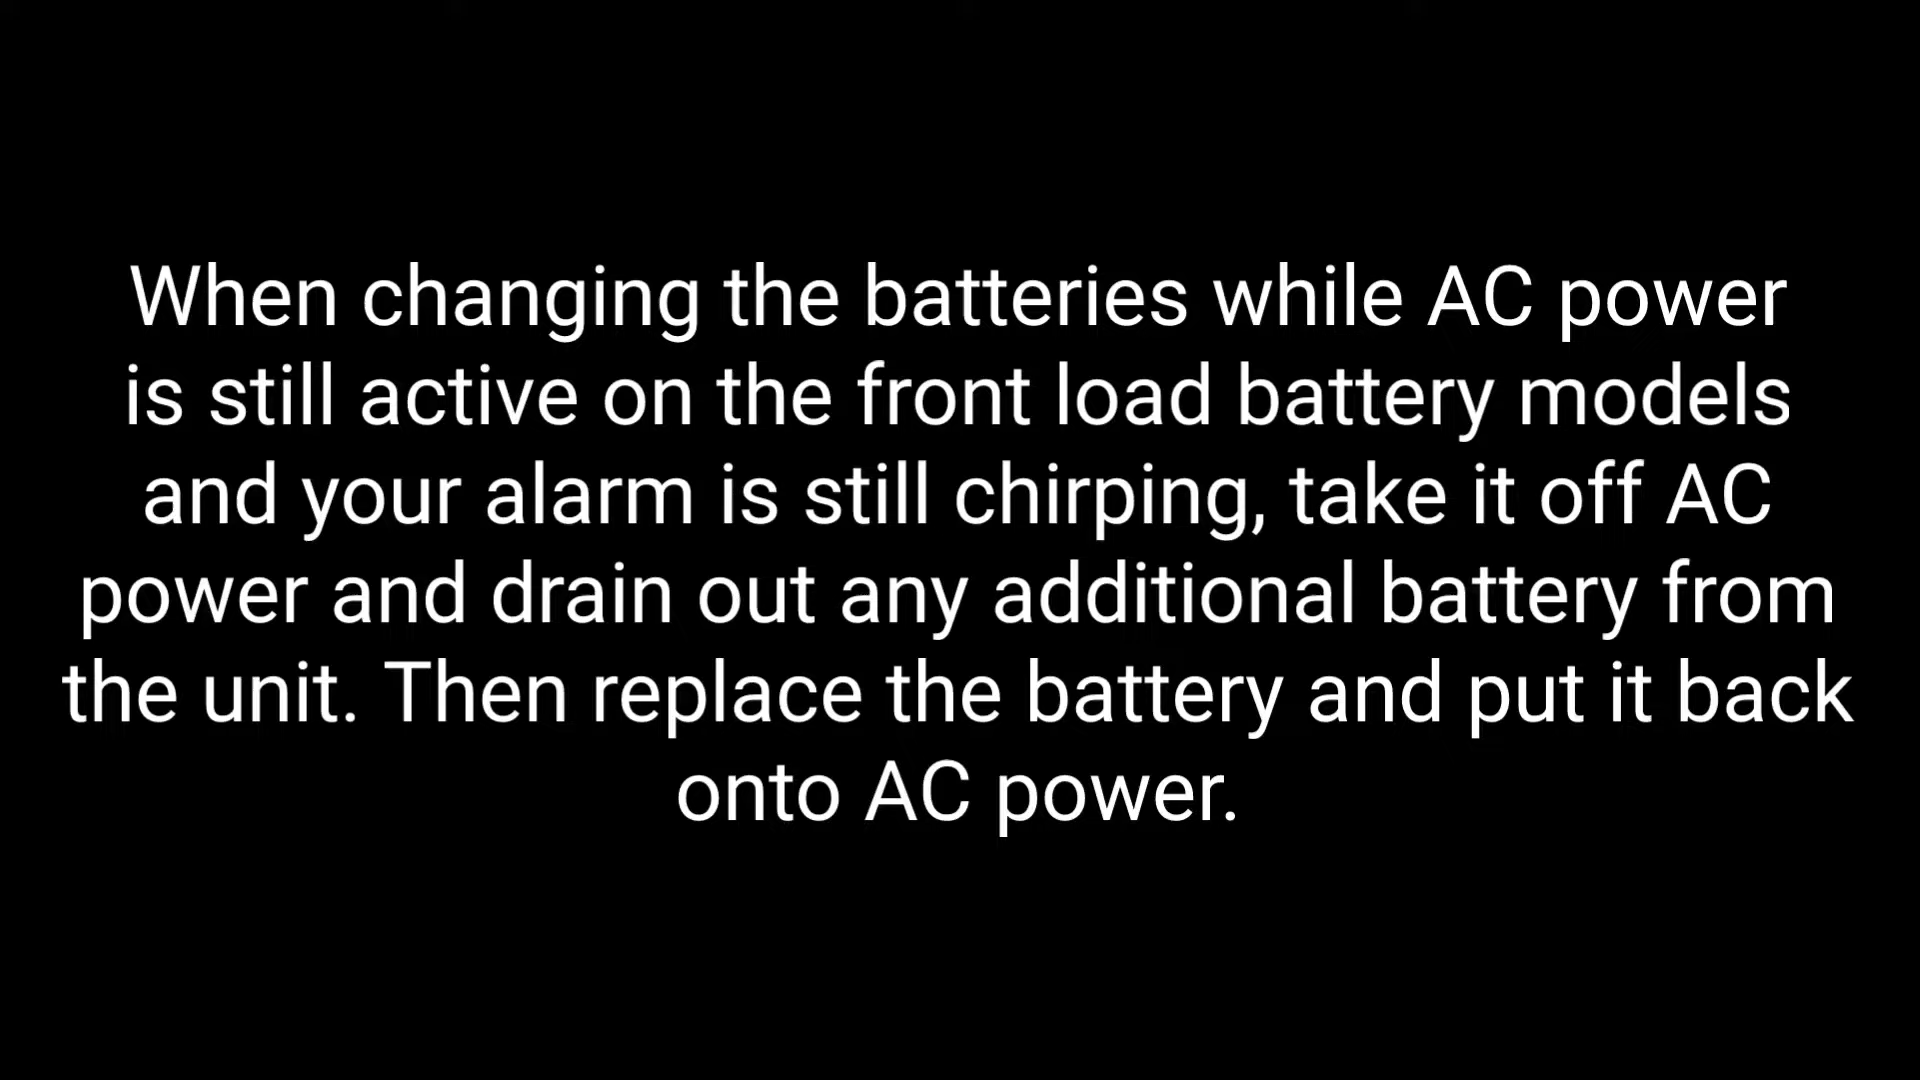 When changing the batteries while AC power
is still active on the front load battery models
and your alarm is still chirping, take it off AC
power and drain out any additional battery from
the unit. Then replace the battery and put it back
onto AC power.